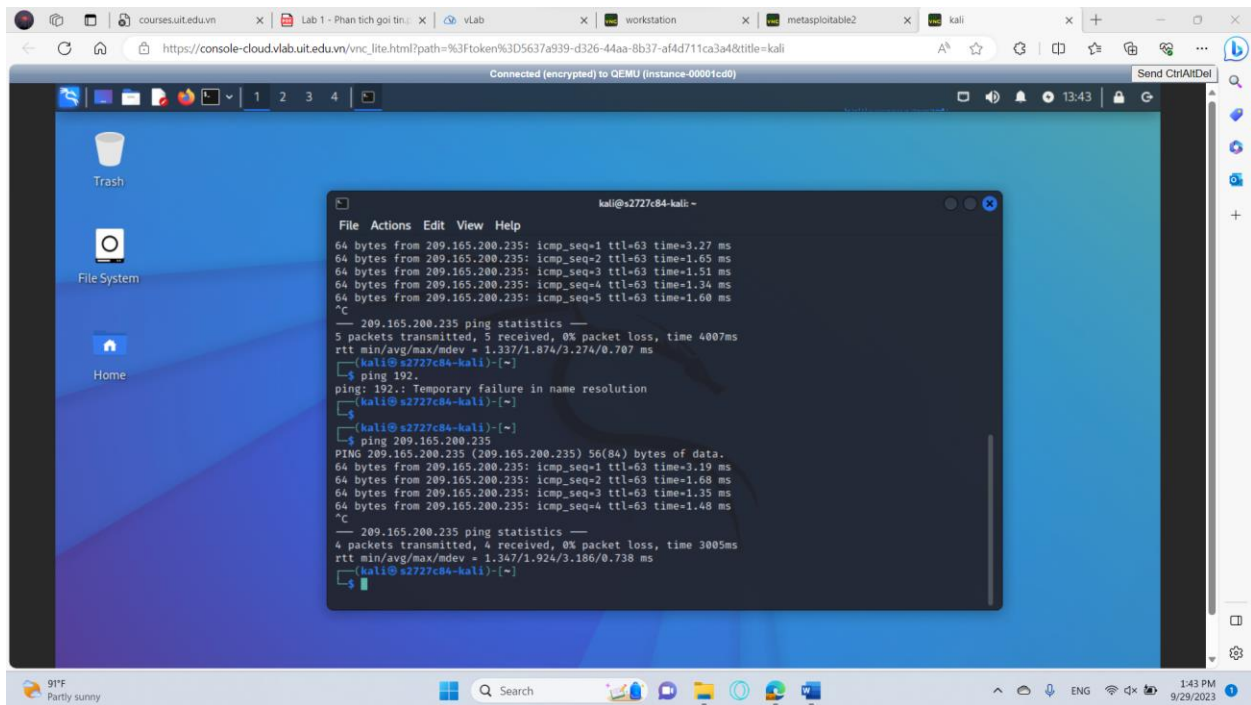 courses.uit.edu.vn
Lab 1 - Phan tich goi tin.p
vLab
workstation
metasploitable2
kali
https://console-cloud.vlab.uit.edu.vn/vnc_lite.html?path=%3Ftoken%3D5637a939-d326-44aa-8b37-af4d711ca3a4&title=kali
Connected (encrypted) to QEMU (instance-00001cd0)
Send CtrlAltDel
1 2 3 4
13:43
Trash
File System
Home
kali@s2727c84-kali: ~
File Actions Edit View Help
64 bytes from 209.165.200.235: icmp_seq=1 ttl=63 time=3.27 ms
64 bytes from 209.165.200.235: icmp_seq=2 ttl=63 time=1.65 ms
64 bytes from 209.165.200.235: icmp_seq=3 ttl=63 time=1.51 ms
64 bytes from 209.165.200.235: icmp_seq=4 ttl=63 time=1.34 ms
64 bytes from 209.165.200.235: icmp_seq=5 ttl=63 time=1.60 ms
^C
— 209.165.200.235 ping statistics —
5 packets transmitted, 5 received, 0% packet loss, time 4007ms
rtt min/avg/max/mdev = 1.337/1.874/3.274/0.707 ms
┌──(kali㉿s2727c84-kali)-[~]
└─$ ping 192.
ping: 192.: Temporary failure in name resolution
┌──(kali㉿s2727c84-kali)-[~]
└─$
┌──(kali㉿s2727c84-kali)-[~]
└─$ ping 209.165.200.235
PING 209.165.200.235 (209.165.200.235) 56(84) bytes of data.
64 bytes from 209.165.200.235: icmp_seq=1 ttl=63 time=3.19 ms
64 bytes from 209.165.200.235: icmp_seq=2 ttl=63 time=1.68 ms
64 bytes from 209.165.200.235: icmp_seq=3 ttl=63 time=1.35 ms
64 bytes from 209.165.200.235: icmp_seq=4 ttl=63 time=1.48 ms
^C
— 209.165.200.235 ping statistics —
4 packets transmitted, 4 received, 0% packet loss, time 3005ms
rtt min/avg/max/mdev = 1.347/1.924/3.186/0.738 ms
┌──(kali㉿s2727c84-kali)-[~]
└─$
91°F
Partly sunny
Search
ENG
1:43 PM
9/29/2023